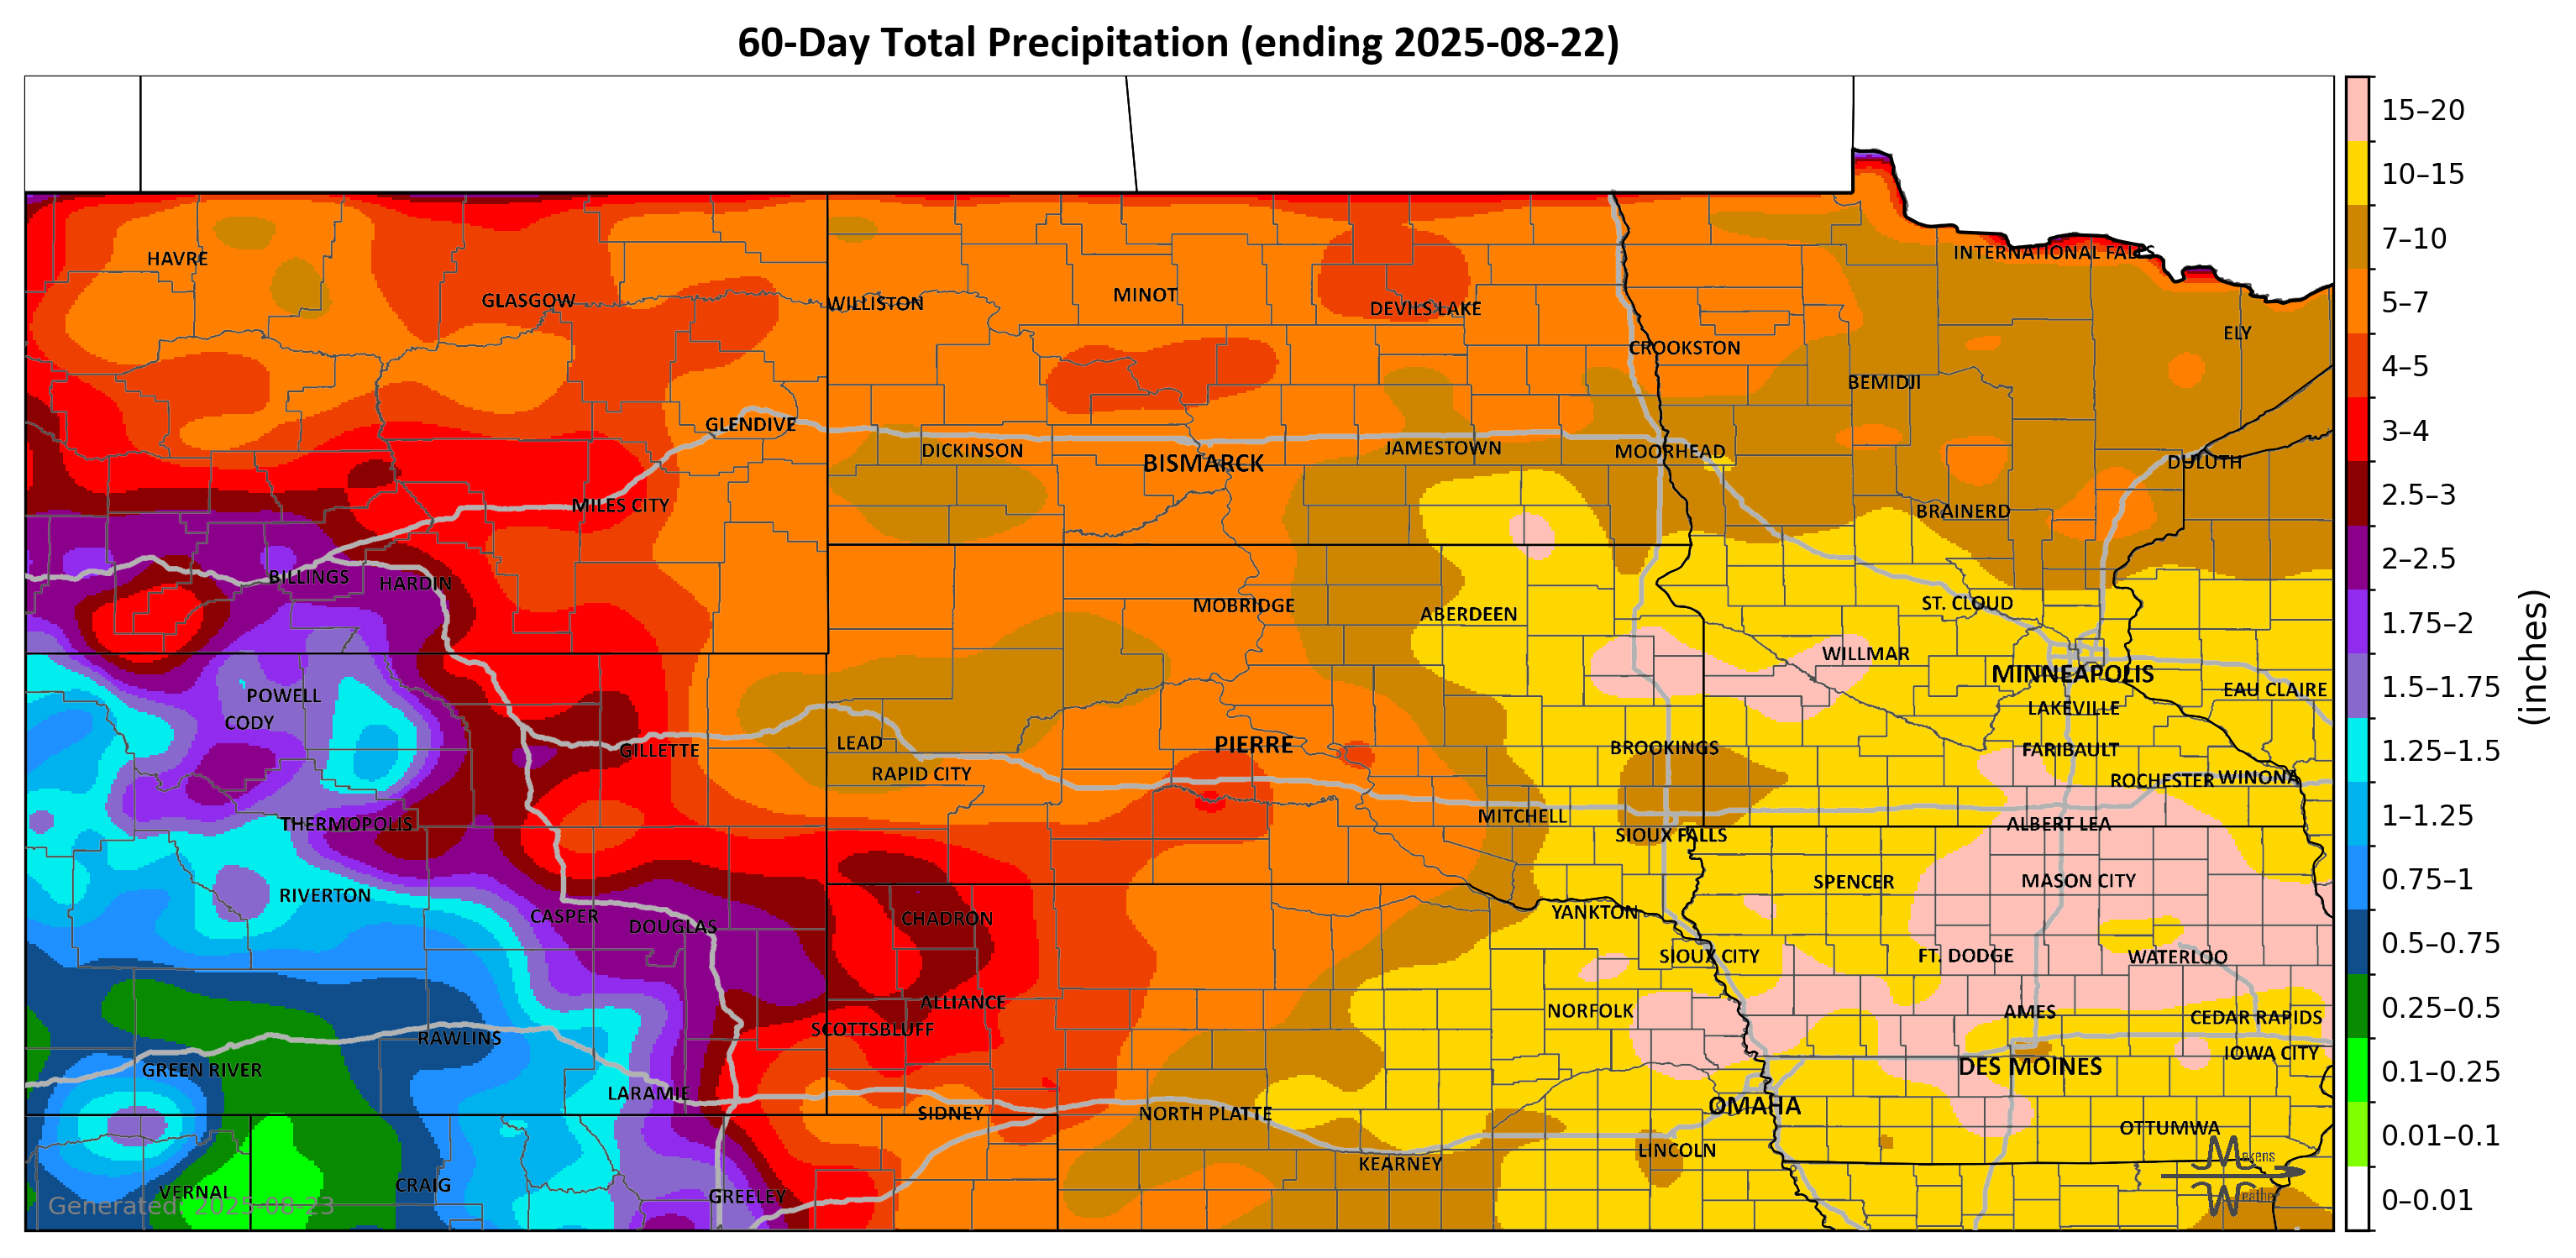 60-Day Total Precipitation (ending 2025-08-22)
INTERNATIONAL FALLS
HAVRE
GLASGOW
WILLISTON
MINOT
DEVILS LAKE
ELY
CROOKSTON
BEMIDJI
GLENDIVE
DICKINSON
BISMARCK
JAMESTOWN
MOORHEAD
DULUTH
MILES CITY
BRAINERD
BILLINGS
HARDIN
MOBRIDGE
ABERDEEN
ST. CLOUD
WILLMAR
MINNEAPOLIS
EAU CLAIRE
POWELL
CODY
LAKEVILLE
GILLETTE
LEAD
PIERRE
BROOKINGS
FARIBAULT
RAPID CITY
ROCHESTER
WINONA
THERMOPOLIS
MITCHELL
SIOUX FALLS
ALBERT LEA
RIVERTON
SPENCER
MASON CITY
CASPER
DOUGLAS
CHADRON
YANKTON
SIOUX CITY
FT. DODGE
WATERLOO
ALLIANCE
NORFOLK
AMES
CEDAR RAPIDS
RAWLINS
SCOTTSBLUFF
IOWA CITY
GREEN RIVER
DES MOINES
LARAMIE
SIDNEY
NORTH PLATTE
OMAHA
OTTUMWA
KEARNEY
LINCOLN
VERNAL
CRAIG
GREELEY
Generated: 2025-08-23
Makens
Weather
15–20
10–15
7–10
5–7
4–5
3–4
2.5–3
2–2.5
1.75–2
1.5–1.75
1.25–1.5
1–1.25
0.75–1
0.5–0.75
0.25–0.5
0.1–0.25
0.01–0.1
0–0.01
(inches)